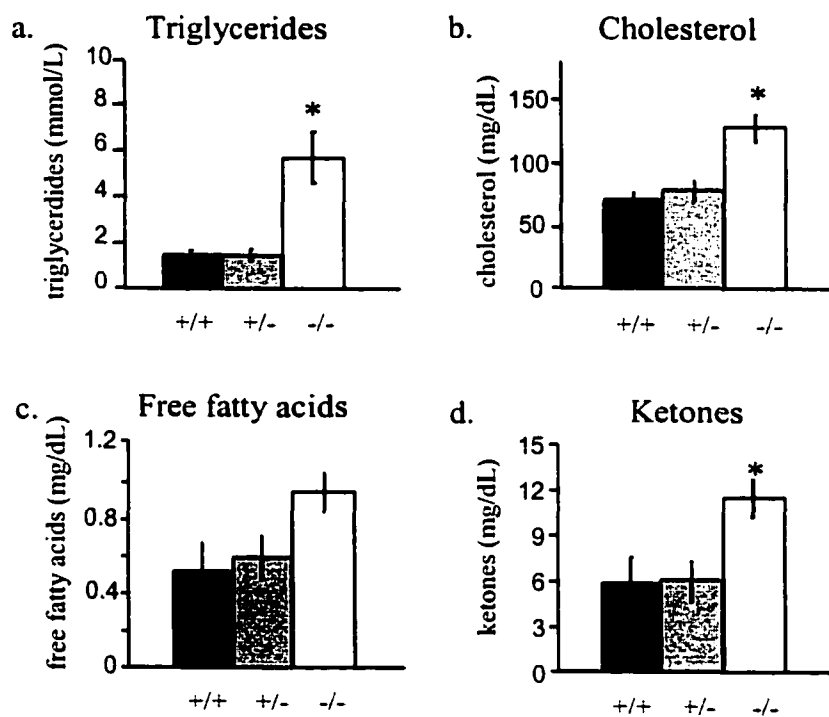 a.
Triglycerides
triglycerdides (mmol/L)
10
8
6
4
2
0
*
+/+ +/- -/-
b.
Cholesterol
cholesterol (mg/dL)
150
100
50
0
*
+/+ +/- -/-
c.
Free fatty acids
free fatty acids (mg/dL)
1.2
0.8
0.4
0
+/+ +/- -/-
d.
Ketones
ketones (mg/dL)
15
12
9
6
3
0
*
+/+ +/- -/-